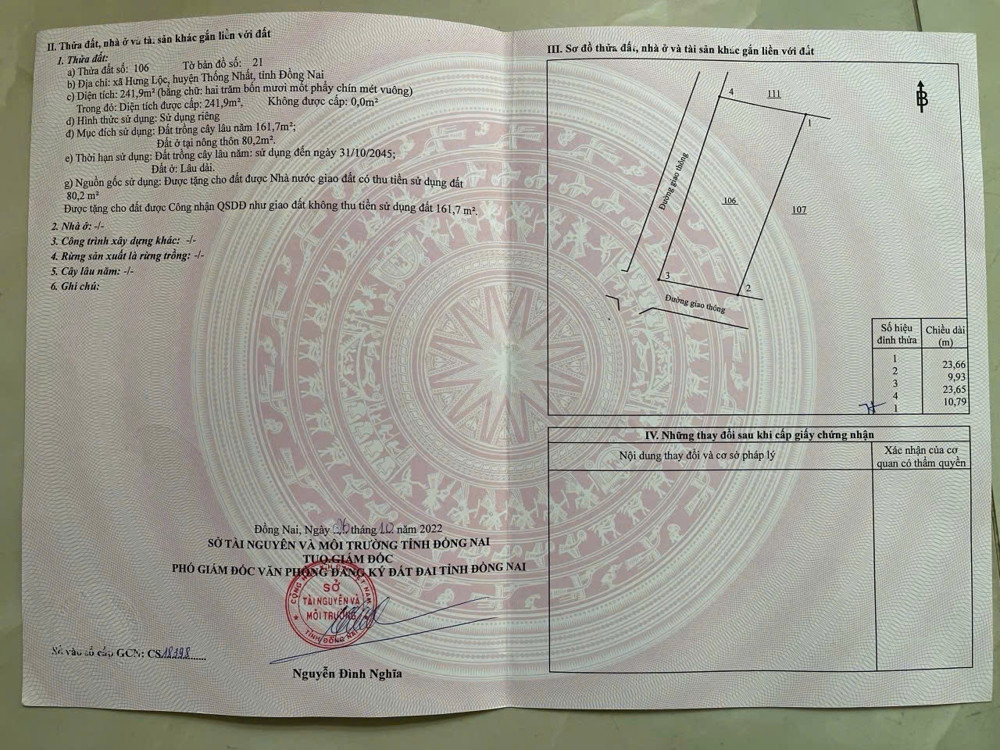 II. Thửa đất, nhà ở và tài sản khác gắn liền với đất
1. Thửa đất:
a) Thửa đất số: 106 Tờ bản đồ số: 21
b) Địa chỉ: xã Hưng Lộc, huyện Thống Nhất, tỉnh Đồng Nai
c) Diện tích: 241,9m² (bằng chữ: hai trăm bốn mươi mốt phẩy chín mét vuông)
Trong đó: Diện tích được cấp: 241,9m², Không được cấp: 0,0m²
d) Hình thức sử dụng: Sử dụng riêng
đ) Mục đích sử dụng: Đất trồng cây lâu năm 161,7m²;
Đất ở tại nông thôn 80,2m².
e) Thời hạn sử dụng: Đất trồng cây lâu năm: sử dụng đến ngày 31/10/2045;
Đất ở: Lâu dài.
g) Nguồn gốc sử dụng: Được tặng cho đất được Nhà nước giao đất có thu tiền sử dụng đất
80,2 m²
Được tặng cho đất được Công nhận QSDĐ như giao đất không thu tiền sử dụng đất 161,7 m².
2. Nhà ở: -/-
3. Công trình xây dựng khác: -/-
4. Rừng sản xuất là rừng trồng: -/-
5. Cây lâu năm: -/-
6. Ghi chú:
Đồng Nai, Ngày 26 tháng 10 năm 2022
SỞ TÀI NGUYÊN VÀ MÔI TRƯỜNG TỈNH ĐỒNG NAI
TUQ.GIÁM ĐỐC
PHÓ GIÁM ĐỐC VĂN PHÒNG ĐĂNG KÝ ĐẤT ĐAI TỈNH ĐỒNG NAI
SỞ
TÀI NGUYÊN VÀ
MÔI TRƯỜNG
TỈNH ĐỒNG NAI
Số vào sổ cấp GCN: CS18198
Nguyễn Đình Nghĩa
III. Sơ đồ thửa đất, nhà ở và tài sản khác gắn liền với đất
B
4
111
1
Đường giao thông
106
107
3
2
Đường giao thông
Số hiệu đỉnh thửa Chiều dài (m)
1
23,66
2
9,93
3
23,65
4
10,79
1
IV. Những thay đổi sau khi cấp giấy chứng nhận
Nội dung thay đổi và cơ sở pháp lý Xác nhận của cơ
quan có thẩm quyền